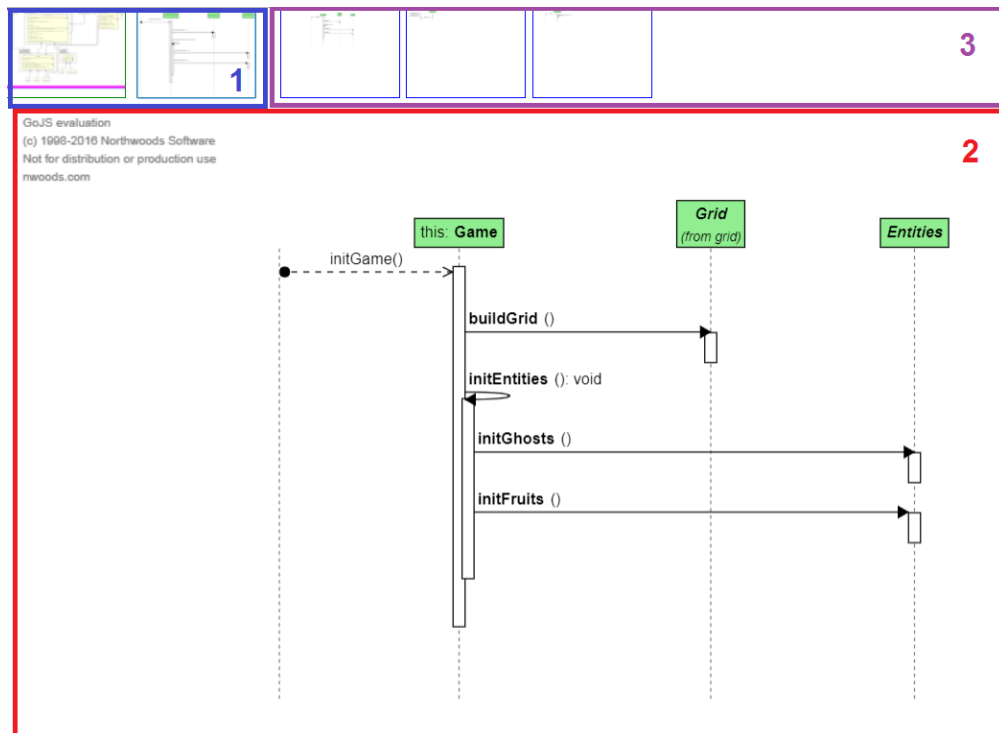 1
3
GoJS evaluation
(c) 1998-2016 Northwoods Software
Not for distribution or production use
nwoods.com
2
this: Game
Grid
(from grid)
Entities
initGame()
buildGrid ()
initEntities (): void
initGhosts ()
initFruits ()